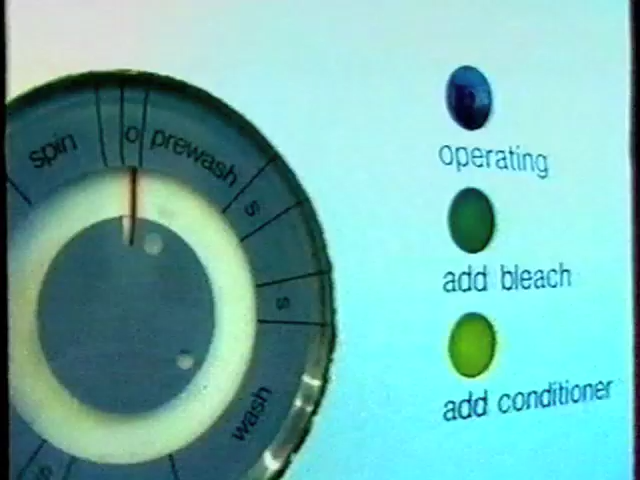 spin
o
prewash
s
s
wash
s
operating
add bleach
add conditioner